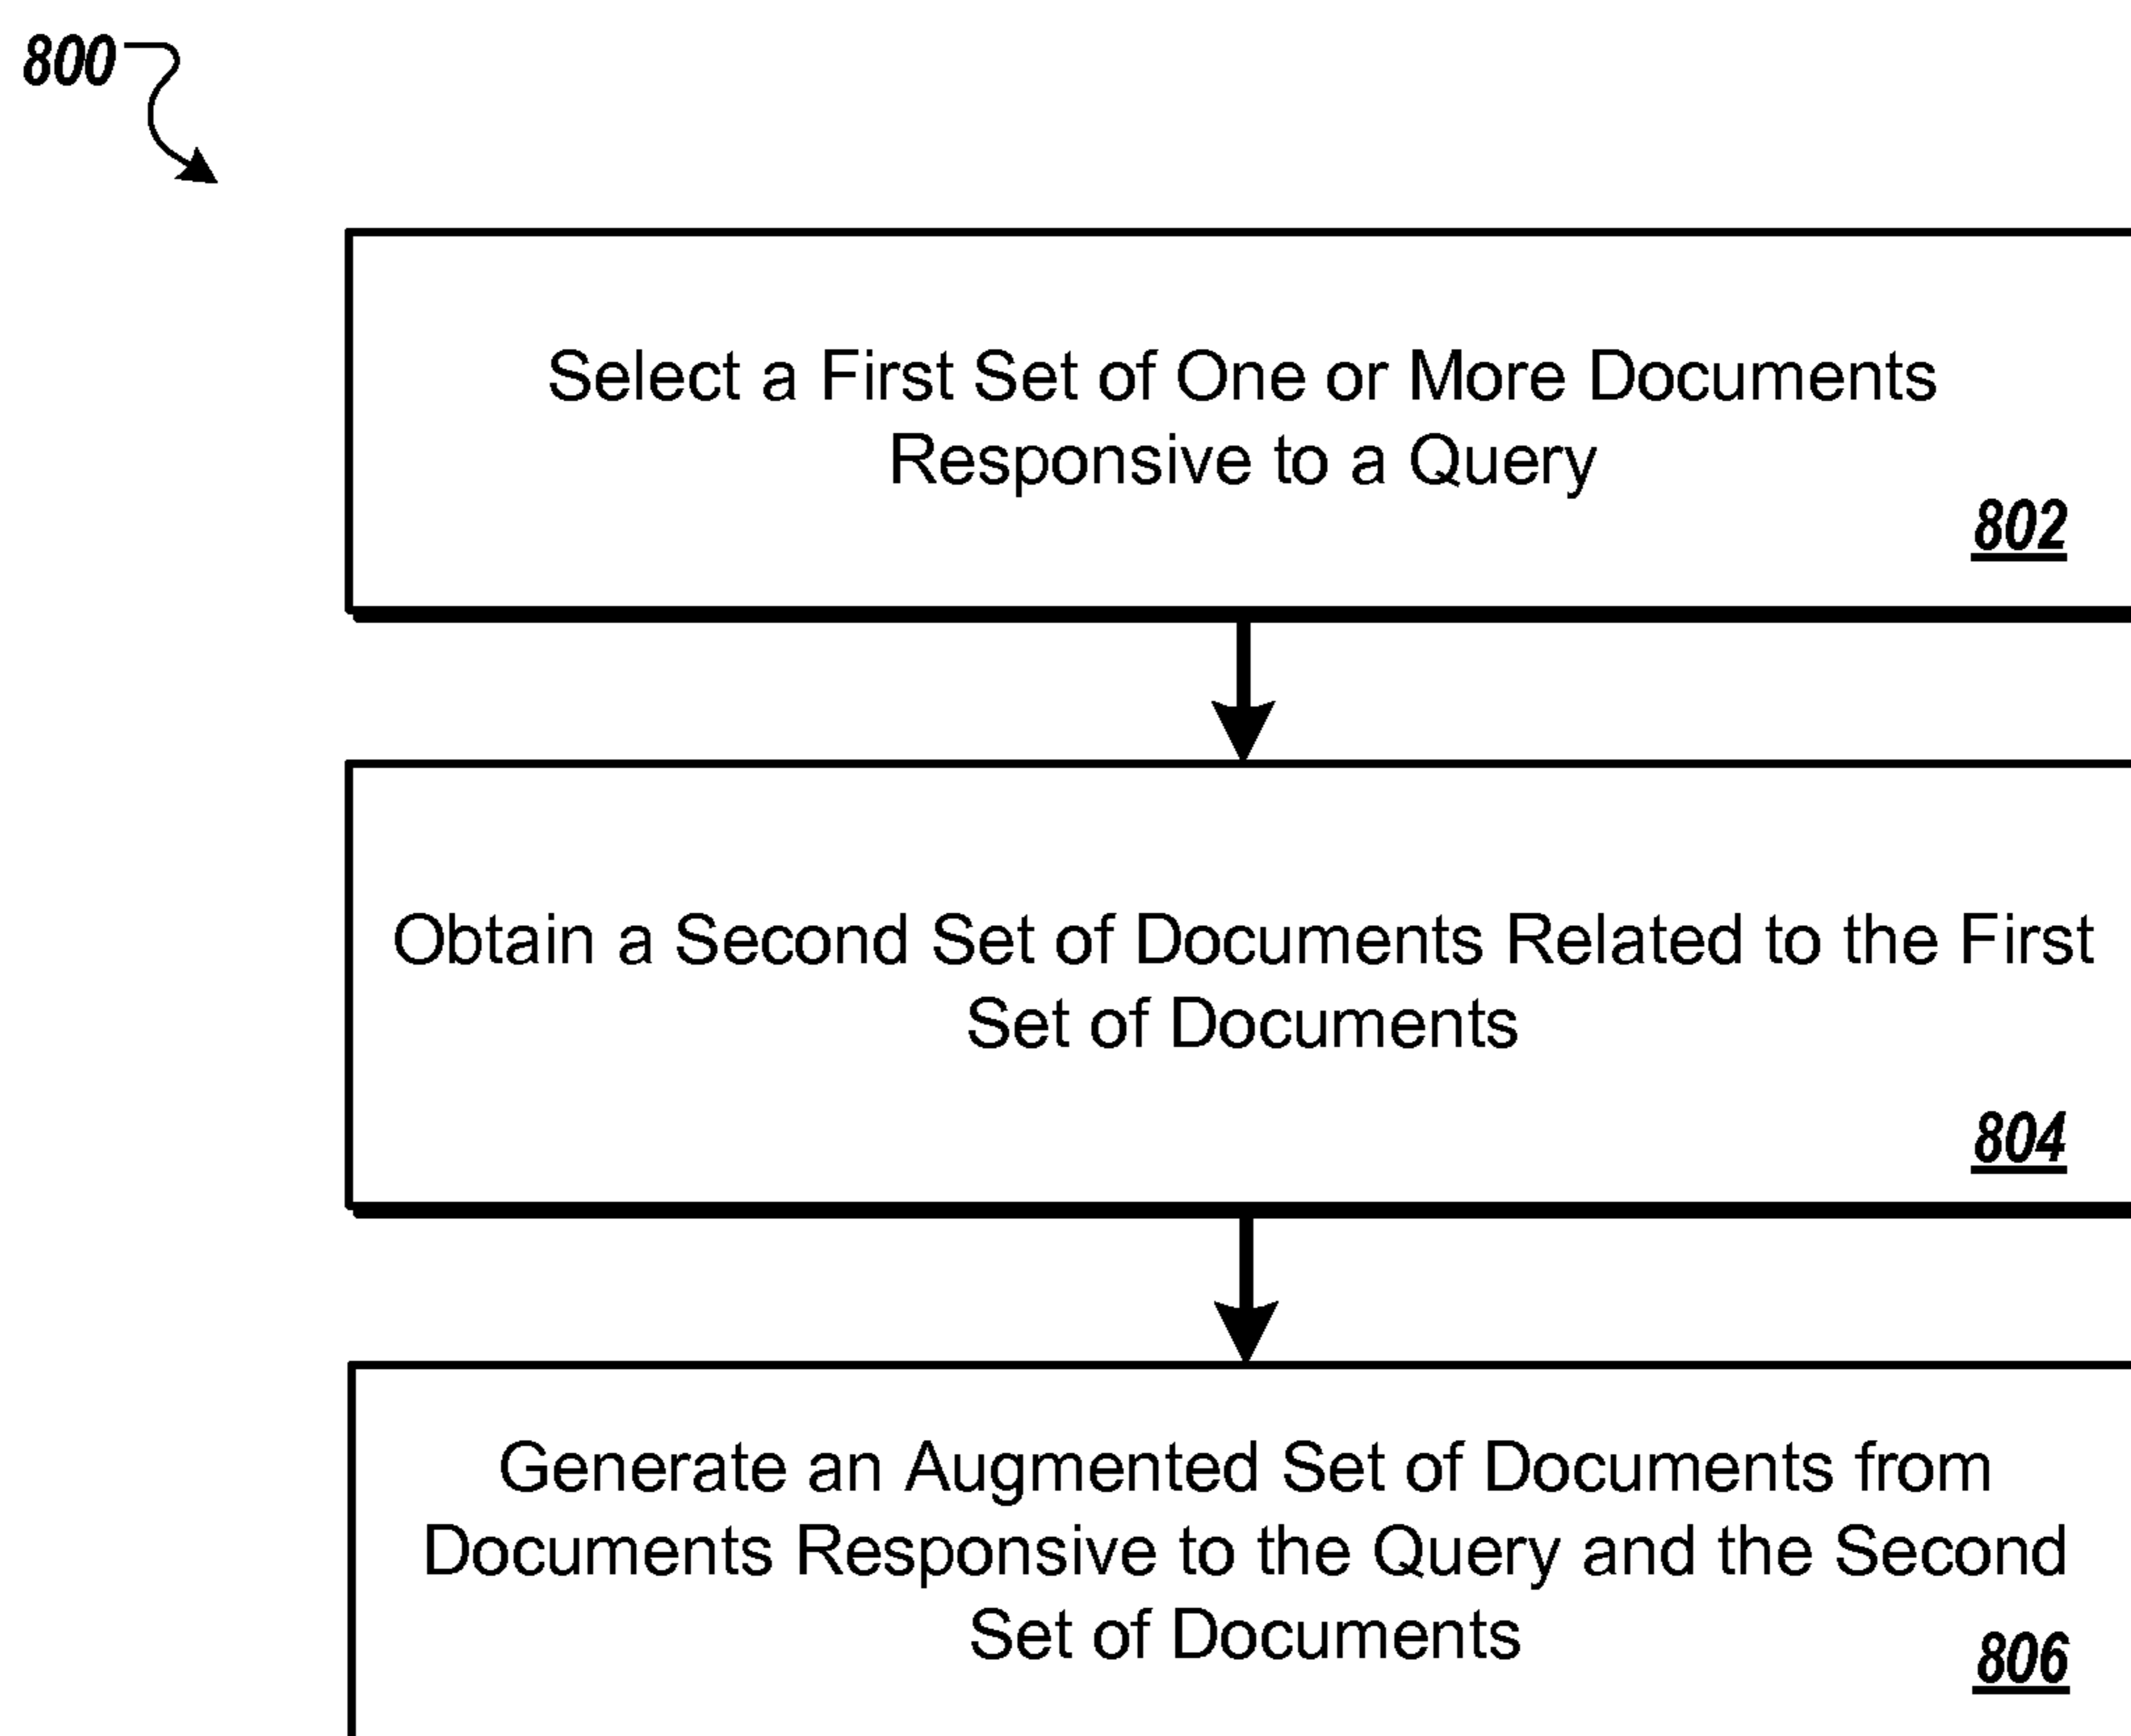 800
Select a First Set of One or More Documents
Responsive to a Query
802
Obtain a Second Set of Documents Related to the First
Set of Documents
804
Generate an Augmented Set of Documents from
Documents Responsive to the Query and the Second
Set of Documents
806